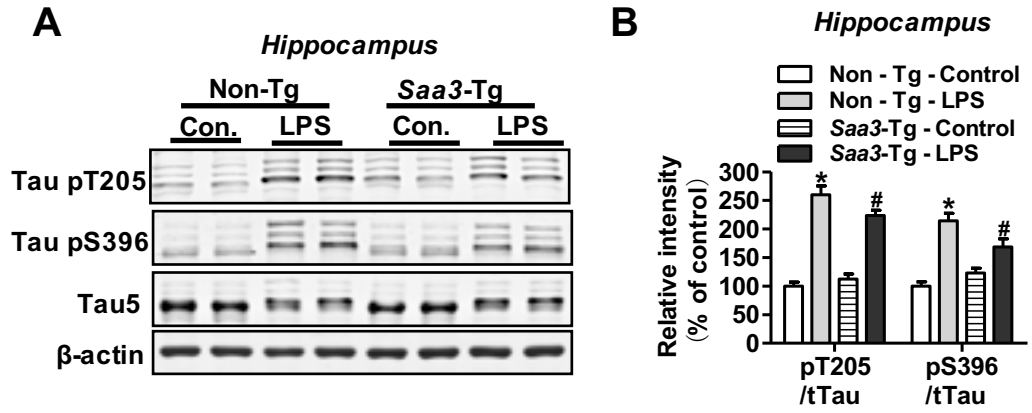 A
Hippocampus
Non-Tg Saa3-Tg
Con. LPS Con. LPS
Tau pT205
Tau pS396
Tau5
β-actin
B
Hippocampus
Non - Tg - Control
Non - Tg - LPS
Saa3-Tg - Control
Saa3-Tg - LPS
Relative intensity
(% of control)
300
250
200
150
100
50
0
* # * #
pT205 pS396
/tTau /tTau